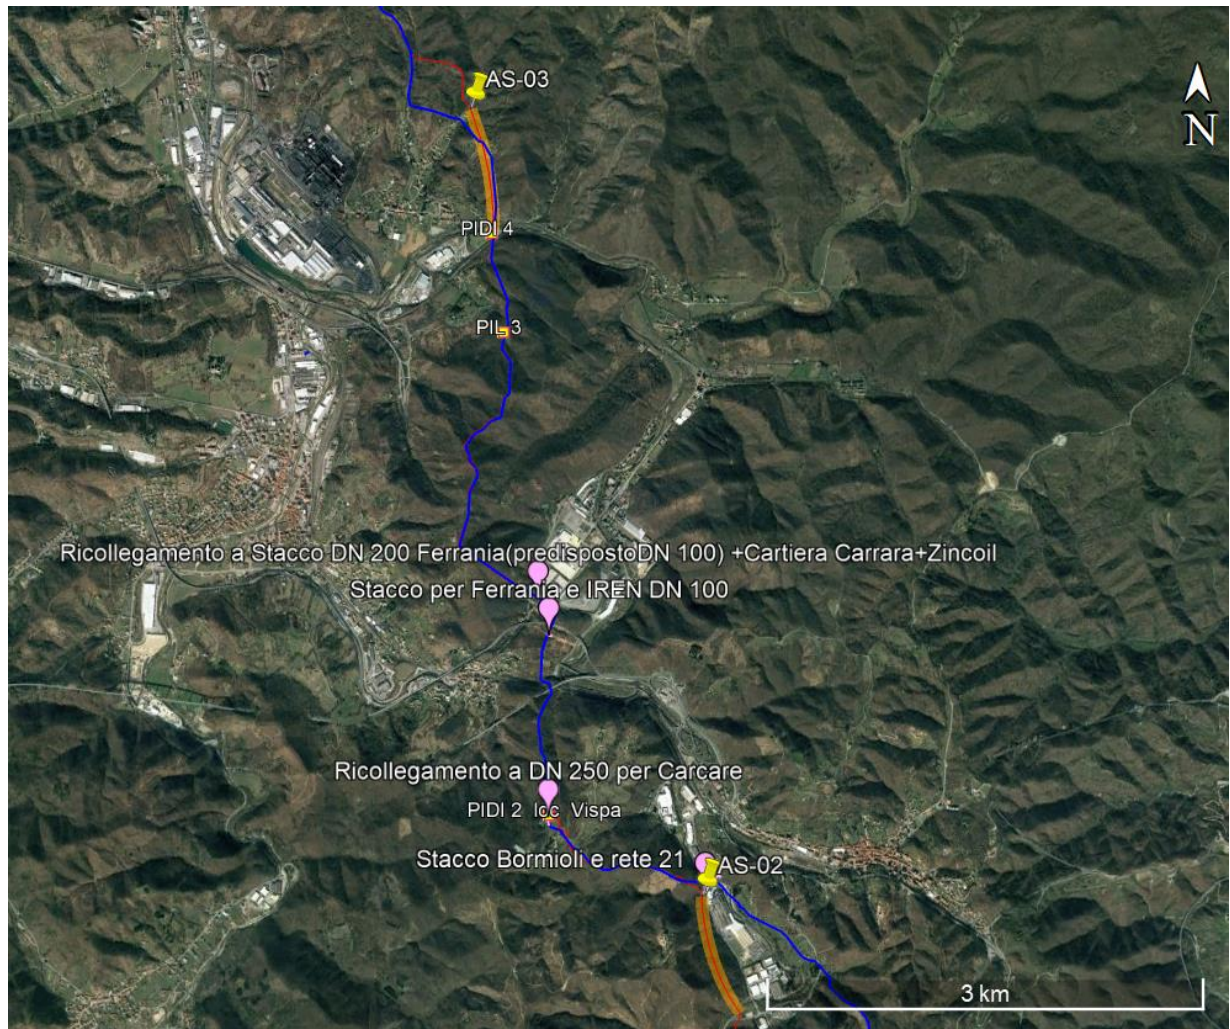 AS-03
N
PIDI 4
PIL 3
Ricollegamento a Stacco DN 200 Ferrania(predispostoDN 100) +Cartiera Carrara+Zincoil
Stacco per Ferrania e IREN DN 100
Ricollegamento a DN 250 per Carcare
PIDI 2 loc Vispa
Stacco Bormioli e rete 21
AS-02
3 km